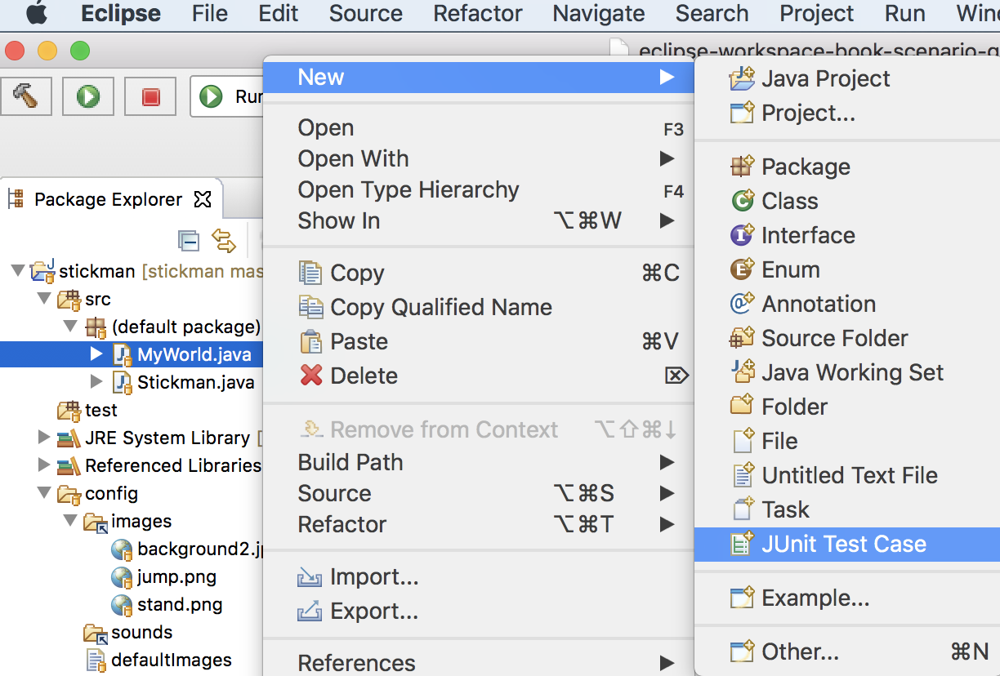 Eclipse File Edit Source Refactor Navigate Search Project Run
eclipse-workspace-book-scenario-g
Run
Package Explorer
stickman [stickman mas
src
(default package)
MyWorld.java
Stickman.java
test
JRE System Library [
Referenced Libraries
config
images
background2.jp
jump.png
stand.png
sounds
defaultImages
New
Open F3
Open With
Open Type Hierarchy F4
Show In ⌥⌘W
Copy ⌘C
Copy Qualified Name
Paste ⌘V
Delete ⌦
Remove from Context ⌥⇧⌘↓
Build Path
Source ⌥⌘S
Refactor ⌥⌘T
Import...
Export...
References
Java Project
Project...
Package
Class
Interface
Enum
Annotation
Source Folder
Java Working Set
Folder
File
Untitled Text File
Task
JUnit Test Case
Example...
Other... ⌘N